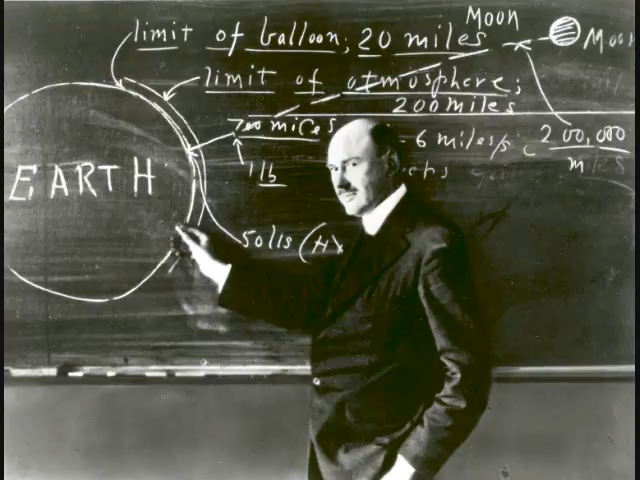 Moon
limit of balloon; 20 miles
Moon
limit of atmosphere;
200 miles
700 miles
6 miles/s
200,000
miles
EARTH
1 lb
50 lbs (H)